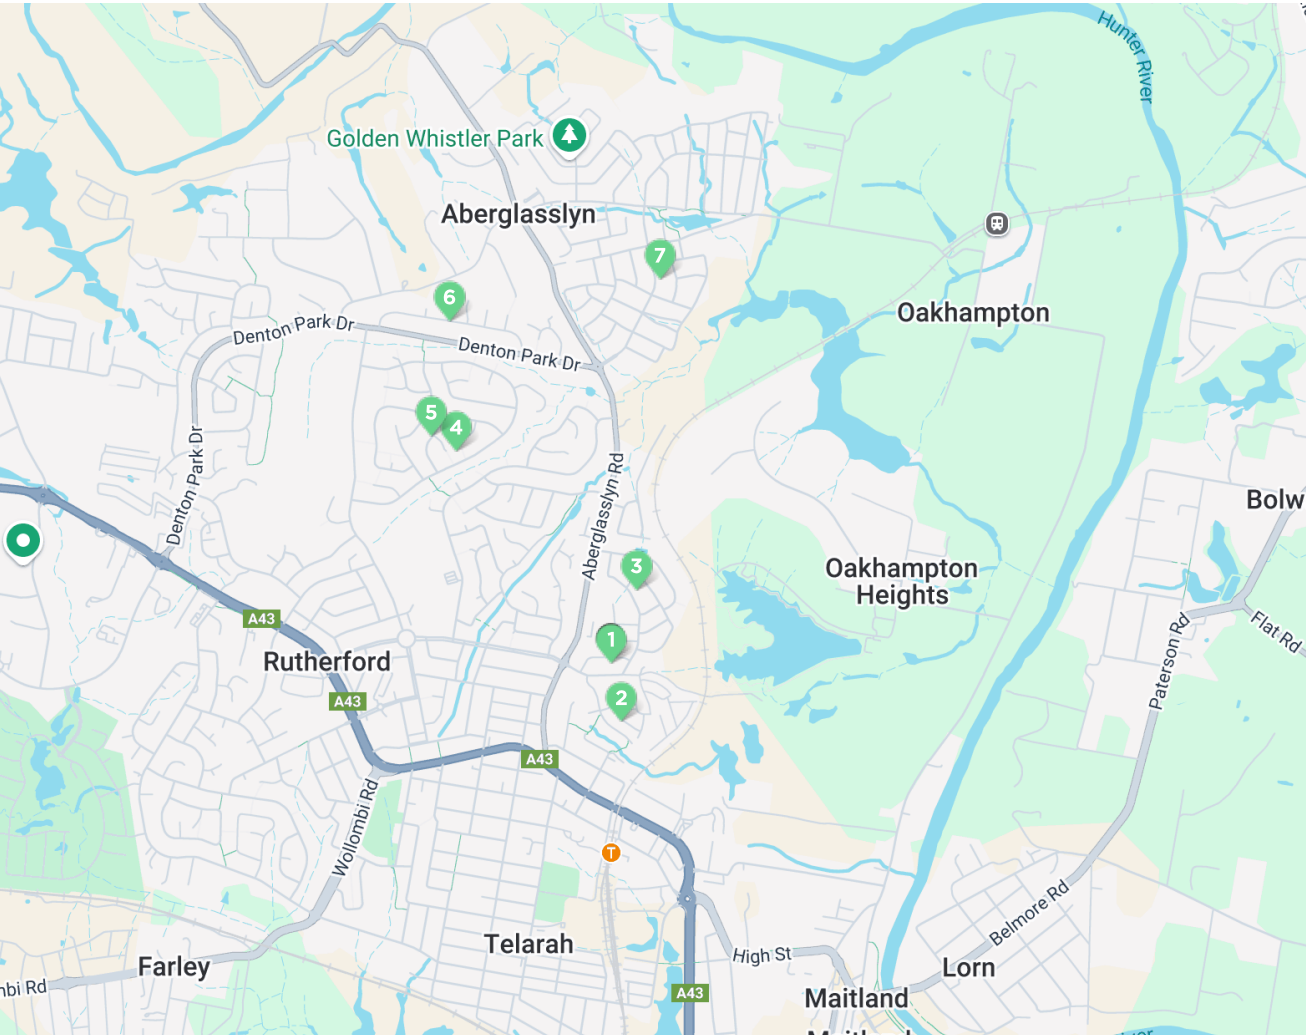 Hunter River
Golden Whistler Park
Aberglasslyn
7
6
Oakhampton
Denton Park Dr
Denton Park Dr
5
4
Denton Park Dr
Aberglasslyn Rd
Bolw
3
Oakhampton
Heights
A43
1
Rutherford
Paterson Rd
Flat Rd
A43
2
A43
Wollombi Rd
T
Belmore Rd
Telarah
High St
Farley
Lorn
nbi Rd
A43
Maitland